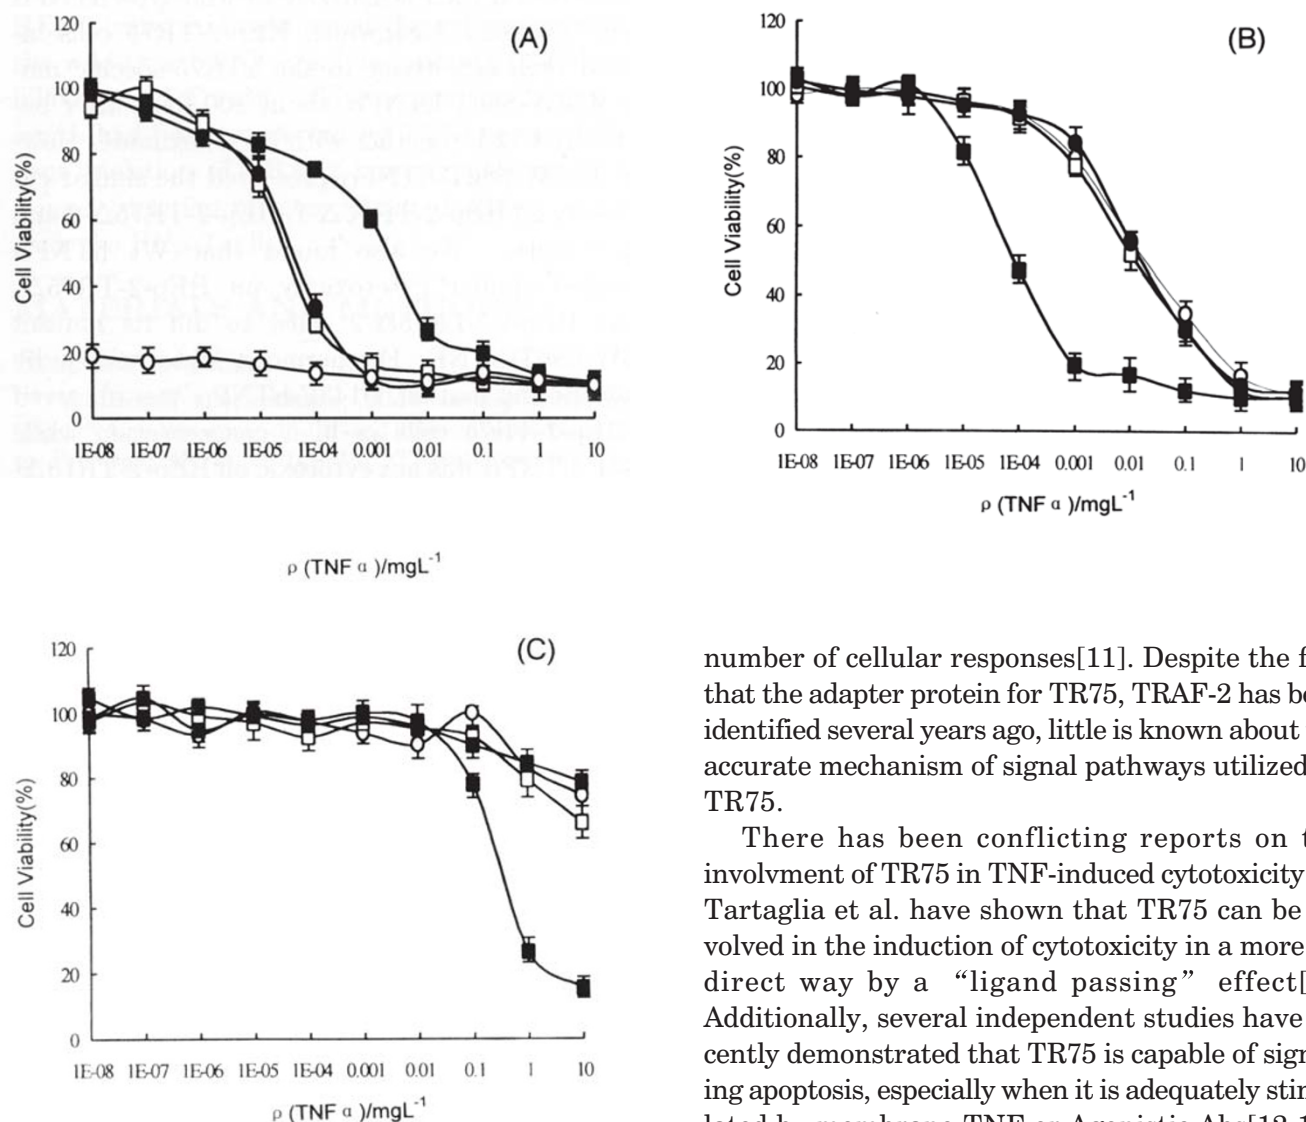 120
100
80
60
40
20
0
Cell Viability(%)
(A)
1E-08 1E-07 1E-06 1E-05 1E-04 0.001 0.01 0.1 1 10
ρ (TNF α )/mgL-1
120
100
80
60
40
20
0
Cell Viability(%)
(B)
1E-08 1E-07 1E-06 1E-05 1E-04 0.001 0.01 0.1 1 10
ρ (TNF α )/mgL-1
120
100
80
60
40
20
0
Cell Viability(%)
(C)
1E-08 1E-07 1E-06 1E-05 1E-04 0.001 0.01 0.1 1 10
ρ (TNF α )/mgL-1
number of cellular responses[11]. Despite the f
that the adapter protein for TR75, TRAF-2 has be
identified several years ago, little is known about
accurate mechanism of signal pathways utilized
TR75.
There has been conflicting reports on t
involvment of TR75 in TNF-induced cytotoxicity
Tartaglia et al. have shown that TR75 can be
volved in the induction of cytotoxicity in a more
direct way by a “ligand passing” effect[
Additionally, several independent studies have
cently demonstrated that TR75 is capable of sign
ing apoptosis, especially when it is adequately stim
lated by membrane TNF or Agonistic Abs[12,1